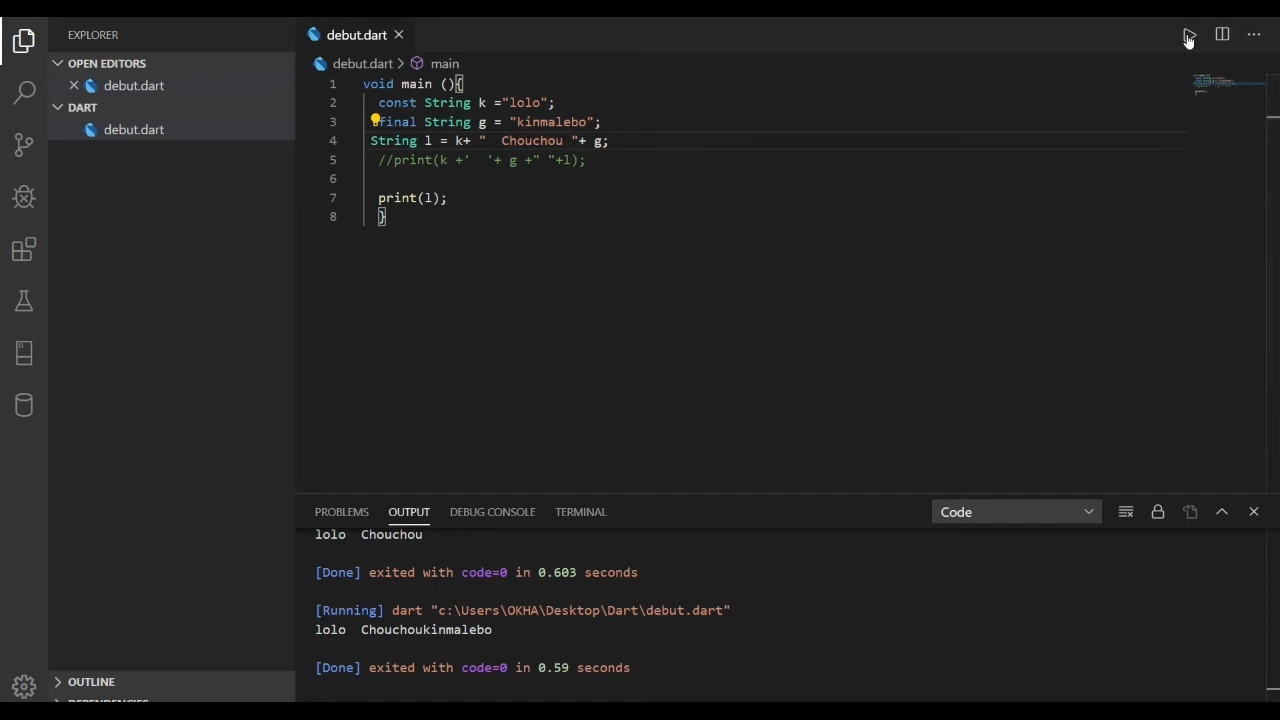 EXPLORER
OPEN EDITORS
debut.dart
DART
debut.dart
OUTLINE
debut.dart
debut.dart > main
1 void main (){
2 const String k ="lolo";
3 final String g = "kinmalebo";
4 String l = k+ "  Chouchou "+ g;
5 //print(k +'  '+ g +" "+l);
6
7 print(l);
8 }
PROBLEMS OUTPUT DEBUG CONSOLE TERMINAL Code
lolo  Chouchou
[Done] exited with code=0 in 0.603 seconds
[Running] dart "c:\Users\OKHA\Desktop\Dart\debut.dart"
lolo  Chouchoukinmalebo
[Done] exited with code=0 in 0.59 seconds